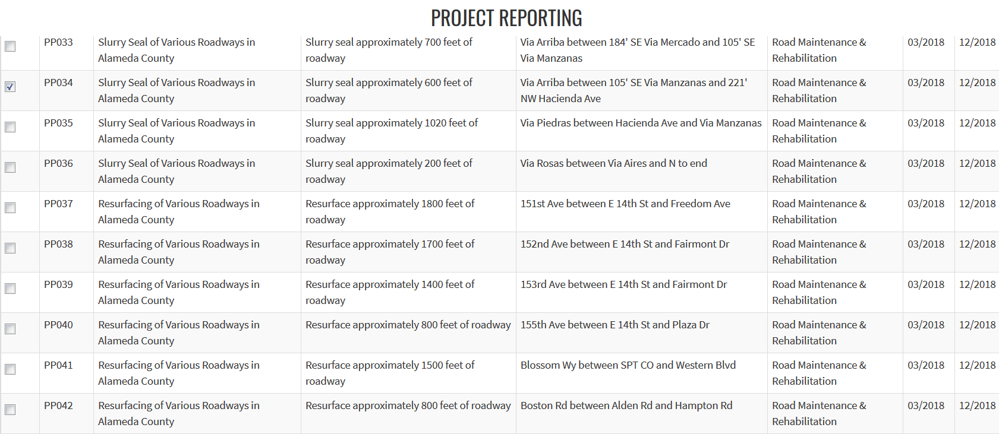 PROJECT REPORTING
PP033 Slurry Seal of Various Roadways in Slurry seal approximately 700 feet of Via Arriba between 184' SE Via Mercado and 105' SE Road Maintenance & 03/2018 12/2018
Alameda County roadway Via Manzanas Rehabilitation
PP034 Slurry Seal of Various Roadways in Slurry seal approximately 600 feet of Via Arriba between 105' SE Via Manzanas and 221' Road Maintenance & 03/2018 12/2018
Alameda County roadway NW Hacienda Ave Rehabilitation
PP035 Slurry Seal of Various Roadways in Slurry seal approximately 1020 feet of Via Piedras between Hacienda Ave and Via Manzanas Road Maintenance & 03/2018 12/2018
Alameda County roadway Rehabilitation
PP036 Slurry Seal of Various Roadways in Slurry seal approximately 200 feet of Via Rosas between Via Aires and N to end Road Maintenance & 03/2018 12/2018
Alameda County roadway Rehabilitation
PP037 Resurfacing of Various Roadways in Resurface approximately 1800 feet of 151st Ave between E 14th St and Freedom Ave Road Maintenance & 03/2018 12/2018
Alameda County roadway Rehabilitation
PP038 Resurfacing of Various Roadways in Resurface approximately 1700 feet of 152nd Ave between E 14th St and Fairmont Dr Road Maintenance & 03/2018 12/2018
Alameda County roadway Rehabilitation
PP039 Resurfacing of Various Roadways in Resurface approximately 1400 feet of 153rd Ave between E 14th St and Fairmont Dr Road Maintenance & 03/2018 12/2018
Alameda County roadway Rehabilitation
PP040 Resurfacing of Various Roadways in Resurface approximately 800 feet of roadway 155th Ave between E 14th St and Plaza Dr Road Maintenance & 03/2018 12/2018
Alameda County Rehabilitation
PP041 Resurfacing of Various Roadways in Resurface approximately 1500 feet of Blossom Wy between SPT CO and Western Blvd Road Maintenance & 03/2018 12/2018
Alameda County roadway Rehabilitation
PP042 Resurfacing of Various Roadways in Resurface approximately 800 feet of roadway Boston Rd between Alden Rd and Hampton Rd Road Maintenance & 03/2018 12/2018
Alameda County Rehabilitation